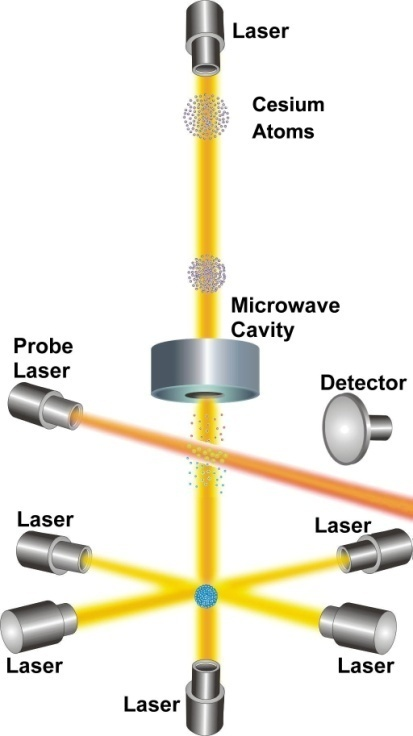 Laser
Cesium
Atoms
Microwave
Cavity
Probe
Laser
Detector
Laser
Laser
Laser
Laser
Laser